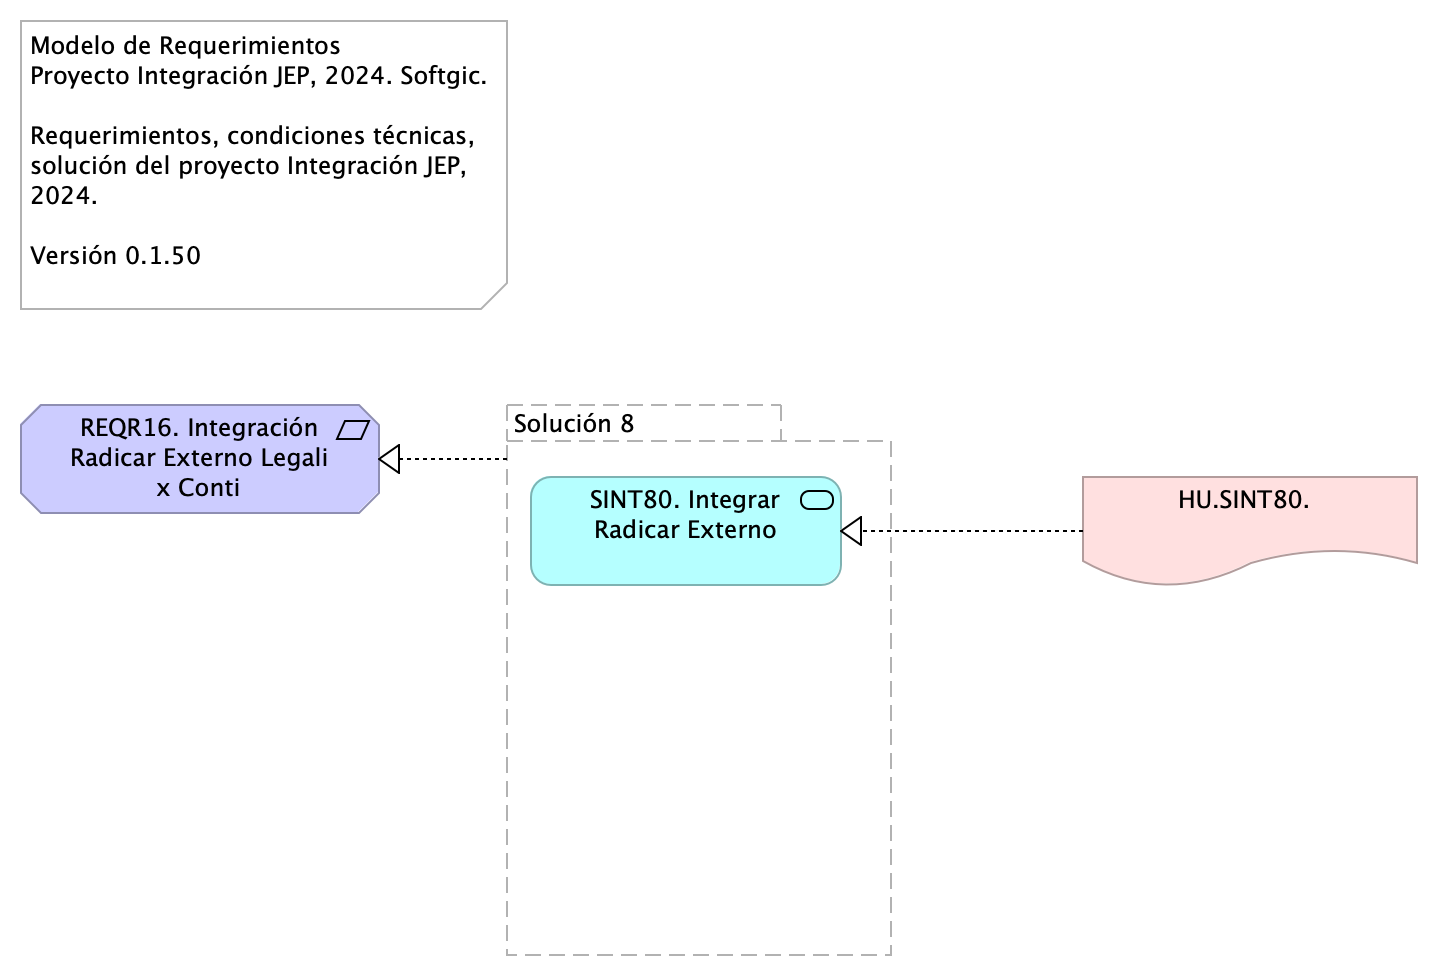 Modelo de Requerimientos
Proyecto Integración JEP, 2024. Softgic.
Requerimientos, condiciones técnicas,
solución del proyecto Integración JEP,
2024.
Versión 0.1.50
REQR16. Integración
Radicar Externo Legali
x Conti
Solución 8
SINT80. Integrar
Radicar Externo
HU.SINT80.